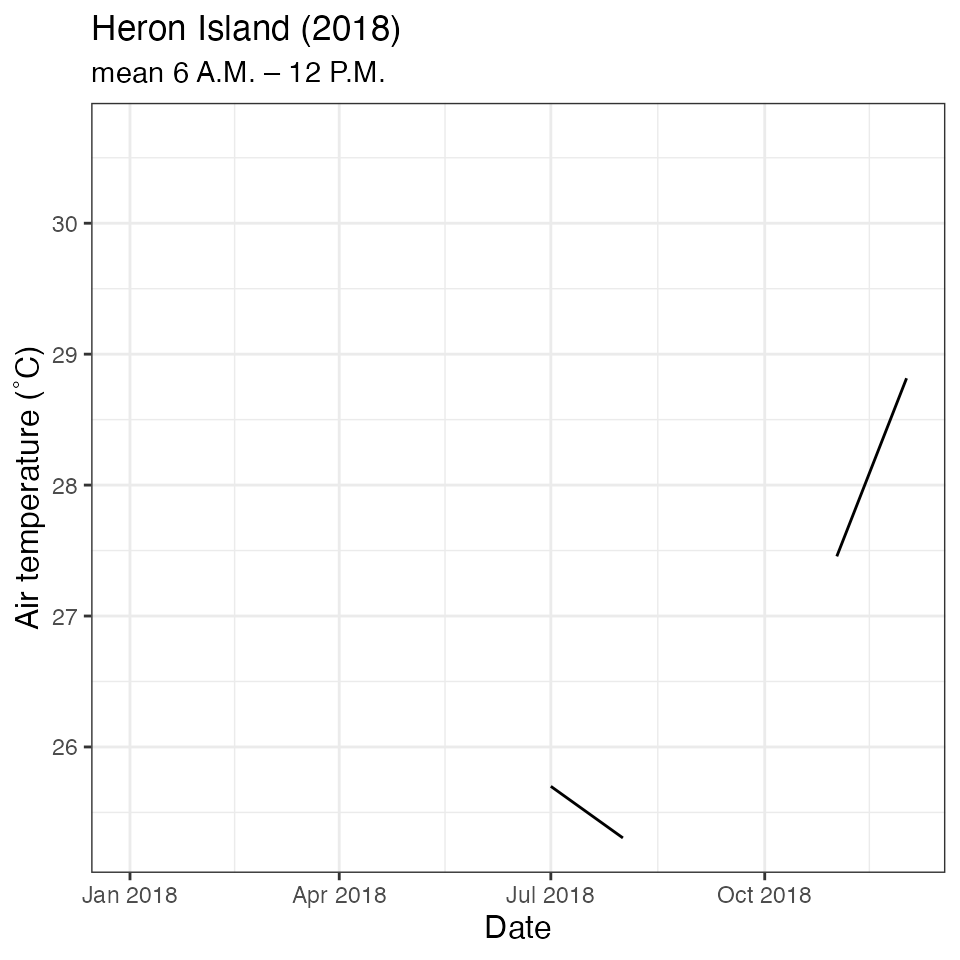 Heron Island (2018)
mean 6 A.M. – 12 P.M.
30
29
28
27
26
Air temperature (˚C)
Jan 2018
Apr 2018
Jul 2018
Oct 2018
Date